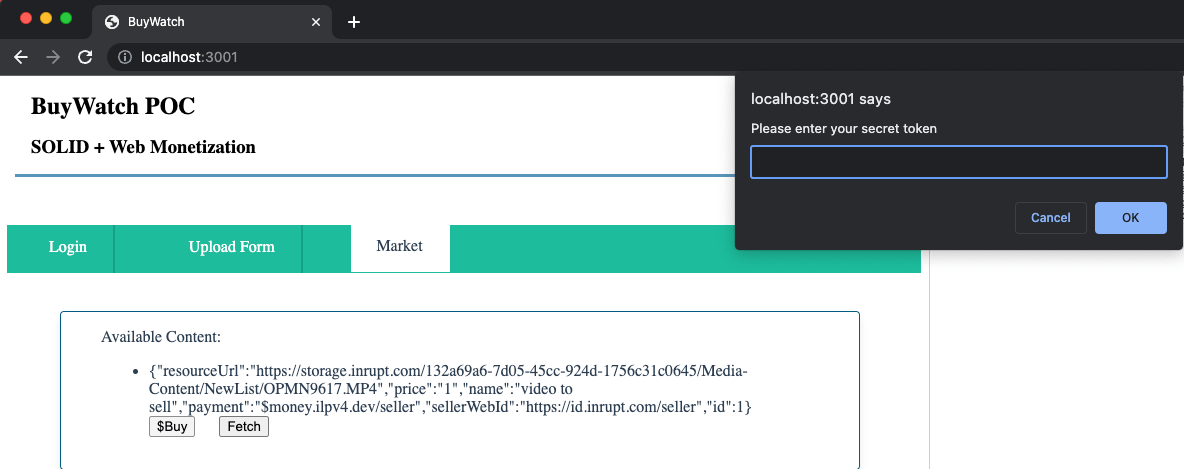 BuyWatch
localhost:3001
BuyWatch POC
SOLID + Web Monetization
localhost:3001 says
Please enter your secret token
Cancel
OK
Login
Upload Form
Market
Available Content:
{"resourceUrl":"https://storage.inrupt.com/132a69a6-7d05-45cc-924d-1756c31c0645/Media-
Content/NewList/OPMN9617.MP4","price":"1","name":"video to
sell","payment":"$money.ilpv4.dev/seller","sellerWebId":"https://id.inrupt.com/seller","id":1}
$Buy
Fetch